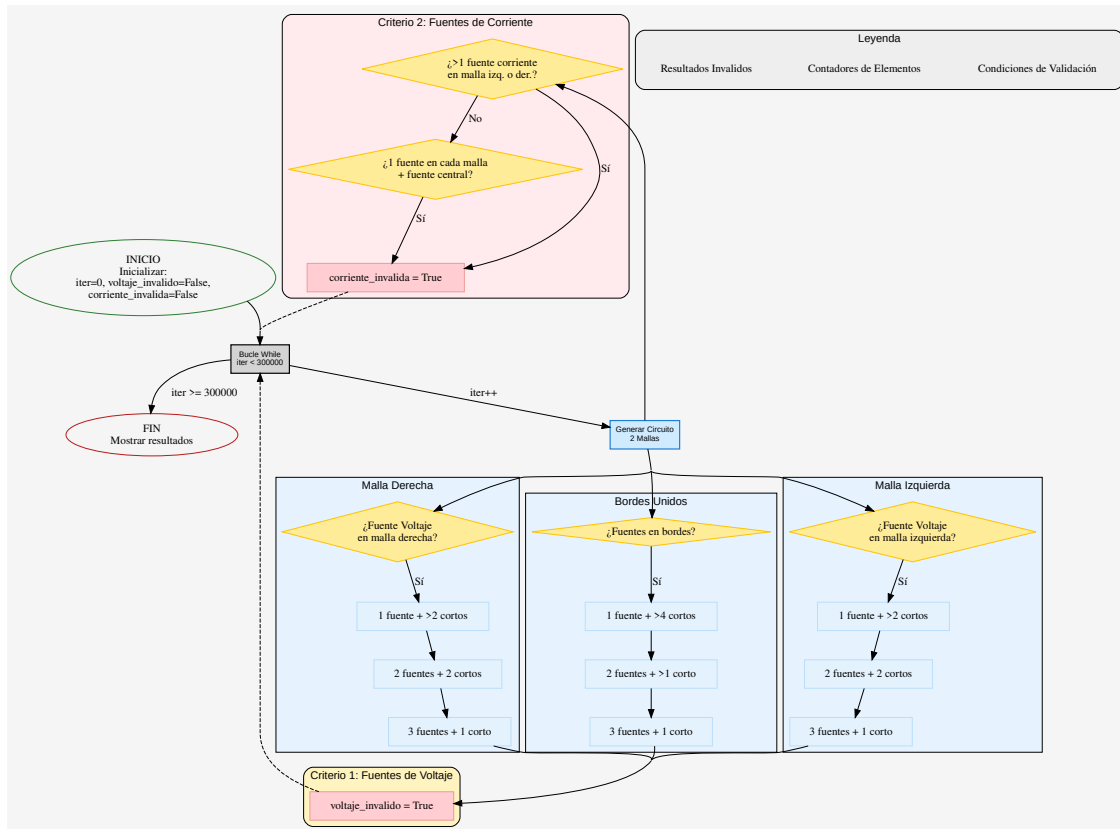 Criterio 2: Fuentes de Corriente
¿>1 fuente corriente
en malla izq. o der.?
No
¿1 fuente en cada malla
+ fuente central?
Sí
Sí
corriente_invalida = True
Leyenda
Resultados Invalidos
Contadores de Elementos
Condiciones de Validación
INICIO
Inicializar:
iter=0, voltaje_invalido=False,
corriente_invalida=False
Bucle While
iter < 300000
iter >= 300000
iter++
FIN
Mostrar resultados
Generar Circuito
2 Mallas
Malla Derecha
¿Fuente Voltaje
en malla derecha?
Sí
1 fuente + >2 cortos
2 fuentes + 2 cortos
3 fuentes + 1 corto
Bordes Unidos
¿Fuentes en bordes?
Sí
1 fuente + >4 cortos
2 fuentes + >1 corto
3 fuentes + 1 corto
Malla Izquierda
¿Fuente Voltaje
en malla izquierda?
Sí
1 fuente + >2 cortos
2 fuentes + 2 cortos
3 fuentes + 1 corto
Criterio 1: Fuentes de Voltaje
voltaje_invalido = True